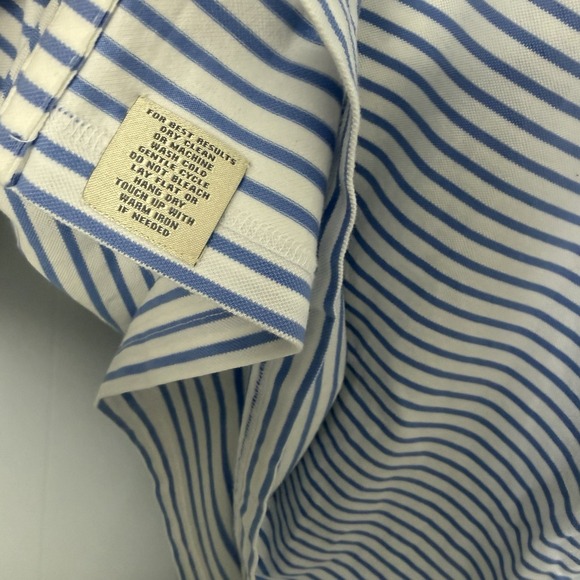 FOR BEST RESULTS
DRY CLEAN
OR MACHINE
WASH COLD
GENTLE CYCLE
DO NOT BLEACH
LAY FLAT OR
HANG DRY
TOUCH UP WITH
WARM IRON
IF NEEDED